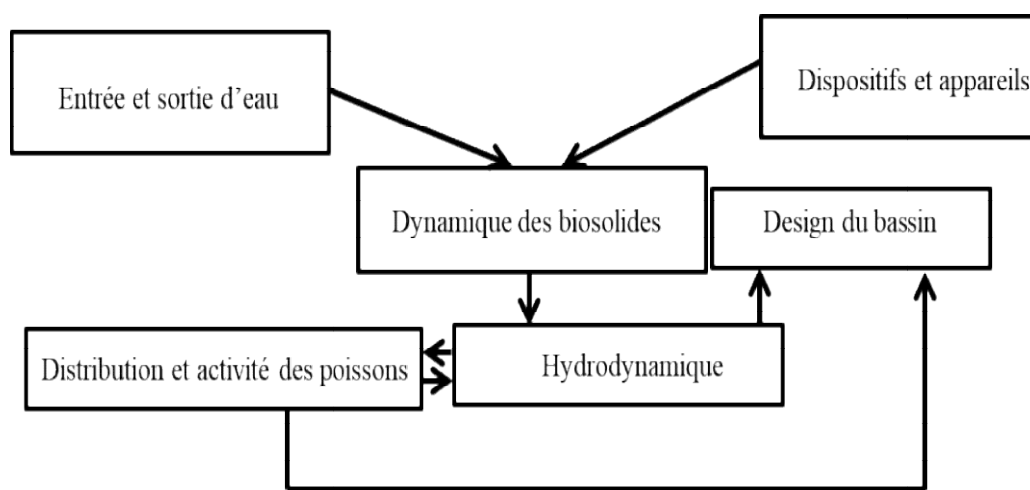 Entrée et sortie d'eau
Dispositifs et appareils
Dynamique des biosolides
Design du bassin
Distribution et activité des poissons
Hydrodynamique